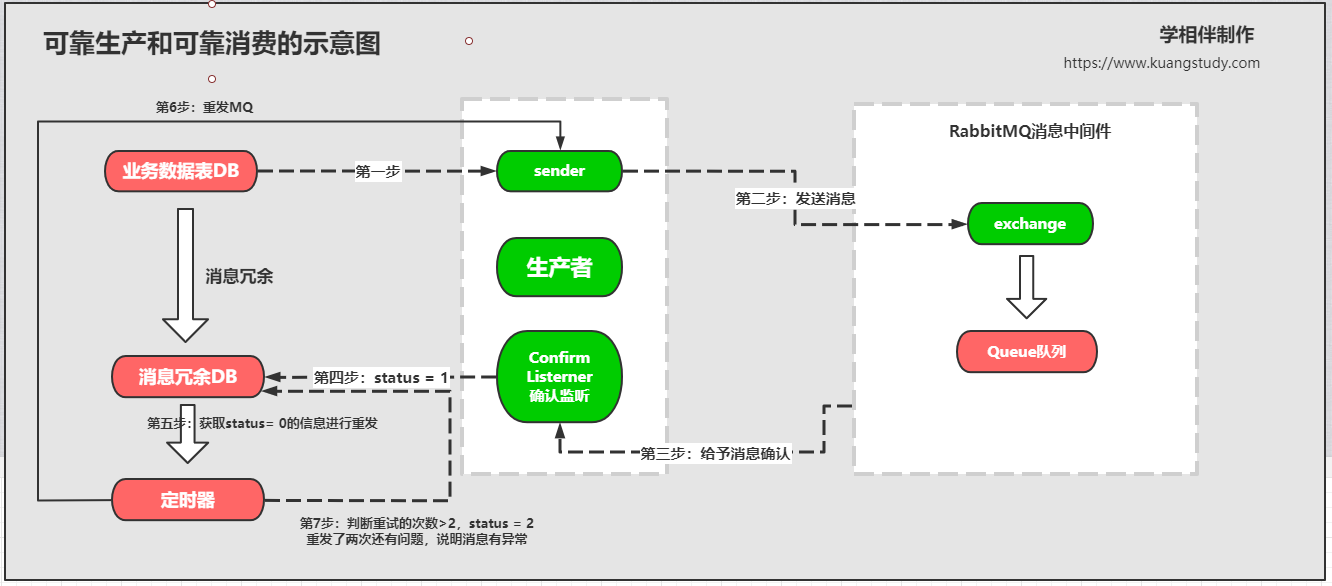 可靠生产和可靠消费的示意图
学相伴制作
https://www.kuangstudy.com
第6步：重发MQ
RabbitMQ消息中间件
业务数据表DB
第一步
sender
第二步：发送消息
exchange
消息冗余
生产者
Queue队列
Confirm
Listerner
确认监听
消息冗余DB
第四步：status = 1
第五步：获取status= 0的信息进行重发
第三步：给予消息确认
定时器
第7步：判断重试的次数>2，status = 2
重发了两次还有问题，说明消息有异常